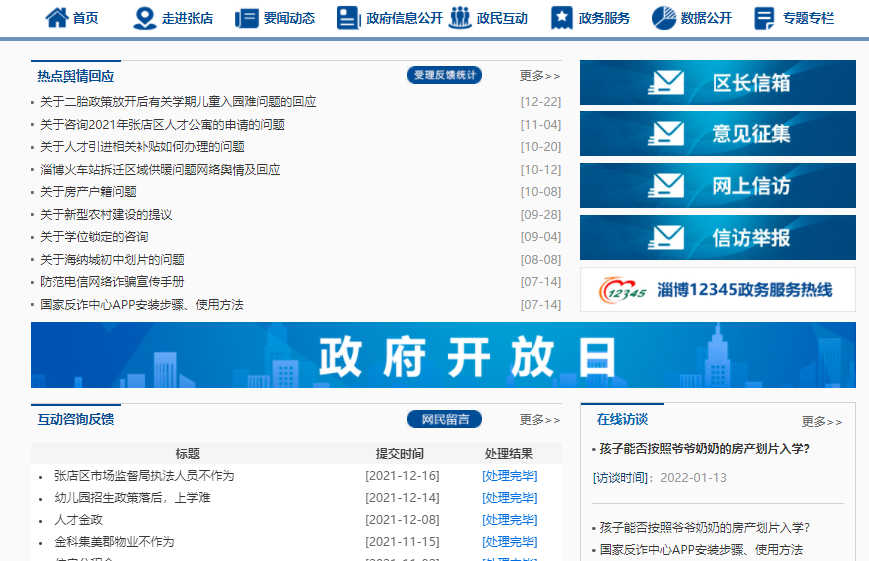 首页 走进张店 要闻动态 政府信息公开 政民互动 政务服务 数据公开 专题专栏
热点舆情回应 受理反馈统计 更多>>
关于二胎政策放开后有关学期儿童入园难问题的回应 [12-22]
关于咨询2021年张店区人才公寓的申请的问题 [11-04]
关于人才引进相关补贴如何办理的问题 [10-20]
淄博火车站拆迁区域供暖问题网络舆情及回应 [10-12]
关于房产户籍问题 [10-08]
关于新型农村建设的提议 [09-28]
关于学位锁定的咨询 [09-04]
关于海纳城初中划片的问题 [08-08]
防范电信网络诈骗宣传手册 [07-14]
国家反诈中心APP安装步骤、使用方法 [07-14]
区长信箱
意见征集
网上信访
信访举报
12345 淄博12345政务服务热线
政府开放日
互动咨询反馈 网民留言 更多>>
标题 提交时间 处理结果
张店区市场监督局执法人员不作为 [2021-12-16] [处理完毕]
幼儿园招生政策落后，上学难 [2021-12-14] [处理完毕]
人才金政 [2021-12-08] [处理完毕]
金科集美郡物业不作为 [2021-11-15] [处理完毕]
在线访谈 更多>>
孩子能否按照爷爷奶奶的房产划片入学?
[访谈时间]：2022-01-13
孩子能否按照爷爷奶奶的房产划片入学?
国家反诈中心APP安装步骤、使用方法